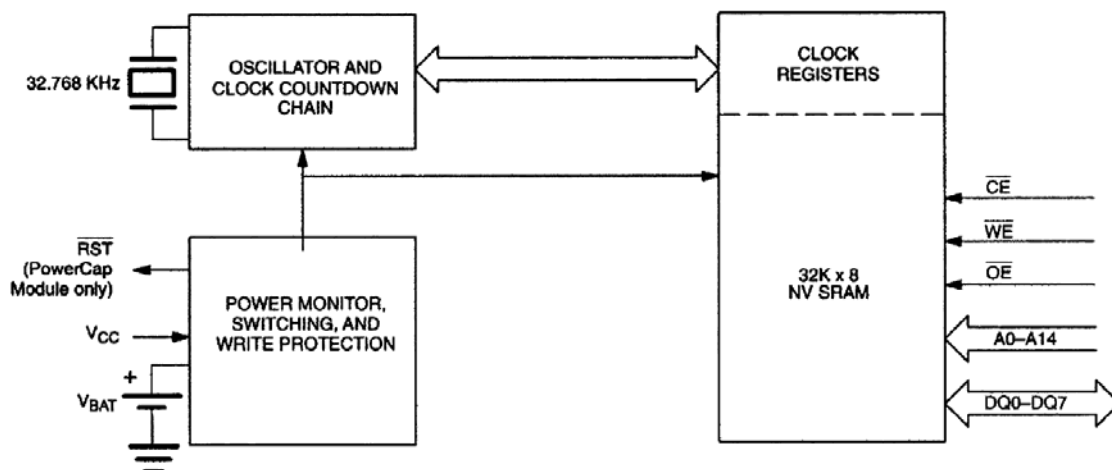 32.768 KHz
OSCILLATOR AND
CLOCK COUNTDOWN
CHAIN
CLOCK
REGISTERS
RST
(PowerCap
Module only)
VCC
+
VBAT
POWER MONITOR,
SWITCHING, AND
WRITE PROTECTION
32K x 8
NV SRAM
CE
WE
OE
A0–A14
DQ0–DQ7